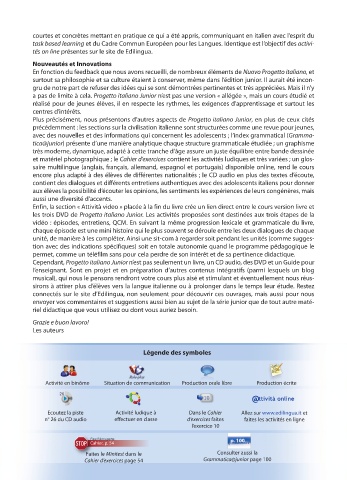 courtes et concrètes mettant en pratique ce qui a été appris, communiquant en italien avec l'esprit du
task based learning et du Cadre Commun Européen pour les Langues. Identique est l'objectif des activi-
tés on line présentes sur le site de Edilingua.
Nouveautés et Innovations
En fonction du feedback que nous avons recueilli, de nombreux éléments de Nuovo Progetto italiano, et
surtout sa philosophie et sa culture étaient à conserver, même dans l'édition junior. Il aurait été incon-
gru de notre part de refuser des idées qui se sont démontrées pertinentes et très appréciées. Mais il n'y
a pas de limite à cela. Progetto italiano Junior n'est pas une version « allégée », mais un cours étudié et
réalisé pour de jeunes élèves, il en respecte les rythmes, les exigences d'apprentissage et surtout les
centres d'intérêts.
Plus précisément, nous présentons d'autres aspects de Progetto italiano Junior, en plus de ceux cités
précédemment : les sections sur la civilisation italienne sont structurées comme une revue pour jeunes,
avec des nouvelles et des informations qui concernent les adolescents ; l'index grammatical (Gramma-
tica@junior) présente d'une manière analytique chaque structure grammaticale étudiée ; un graphisme
très moderne, dynamique, adapté à cette tranche d'âge assure un juste équilibre entre bande dessinée
et matériel photographique ; le Cahier d'exercices contient les activités ludiques et très variées ; un glos-
saire multilingue (anglais, français, allemand, espagnol et portugais) disponible online, rend le cours
encore plus adapté à des élèves de différentes nationalités ; le CD audio en plus des textes d'écoute,
contient des dialogues et différents entretiens authentiques avec des adolescents italiens pour donner
aux élèves la possibilité d'écouter les opinions, les sentiments les expériences de leurs congénères, mais
aussi une diversité d'accents.
Enfin, la section « Attività video » placée à la fin du livre crée un lien direct entre le cours version livre et
les trois DVD de Progetto Italiano Junior. Les activités proposées sont destinées aux trois étapes de la
vidéo : épisodes, entretiens, QCM. En suivant la même progression lexicale et grammaticale du livre,
chaque épisode est une mini histoire qui le plus souvent se déroule entre les deux dialogues de chaque
unité, de manière à les compléter. Ainsi une sit-com à regarder soit pendant les unités (comme sugges-
tion avec des indications spécifiques) soit en totale autonomie quand le programme pédagogique le
permet, comme un téléfilm sans pour cela perdre de son intérêt et de sa pertinence didactique.
Cependant, Progetto italiano Junior n'est pas seulement un livre, un CD audio, des DVD et un Guide pour
l'enseignant. Sont en projet et en préparation d'autres contenus intégratifs (parmi lesquels un blog
musical), qui nous le pensons rendront votre cours plus aisé et stimulant et éventuellement nous réus-
sirons à attirer plus d'élèves vers la langue italienne ou à prolonger dans le temps leur étude. Restez
connectés sur le site d'Edilingua, non seulement pour découvrir ces ouvrages, mais aussi pour nous
envoyer vos commentaires et suggestions aussi bien au sujet de la série junior que de tout autre maté-
riel didactique que vous utilisez ou dont vous auriez besoin.
Grazie e buon lavoro!
Les auteurs
Légende des symboles
Activité en binôme Situation de communication Production orale libre Production écrite
26
@ttività online
Ecoutez la piste Activité ludique à Dans le Cahier Allez sur www.edilingua.it et
n° 26 du CD audio effectuer en classe d'exercices faites faites les activités en ligne
l'exercice 10
STOP p. 54 p. 100
Faites le Minitest dans le Consulter aussi la
Cahier d'exercices page 54 Grammatica@junior page 100